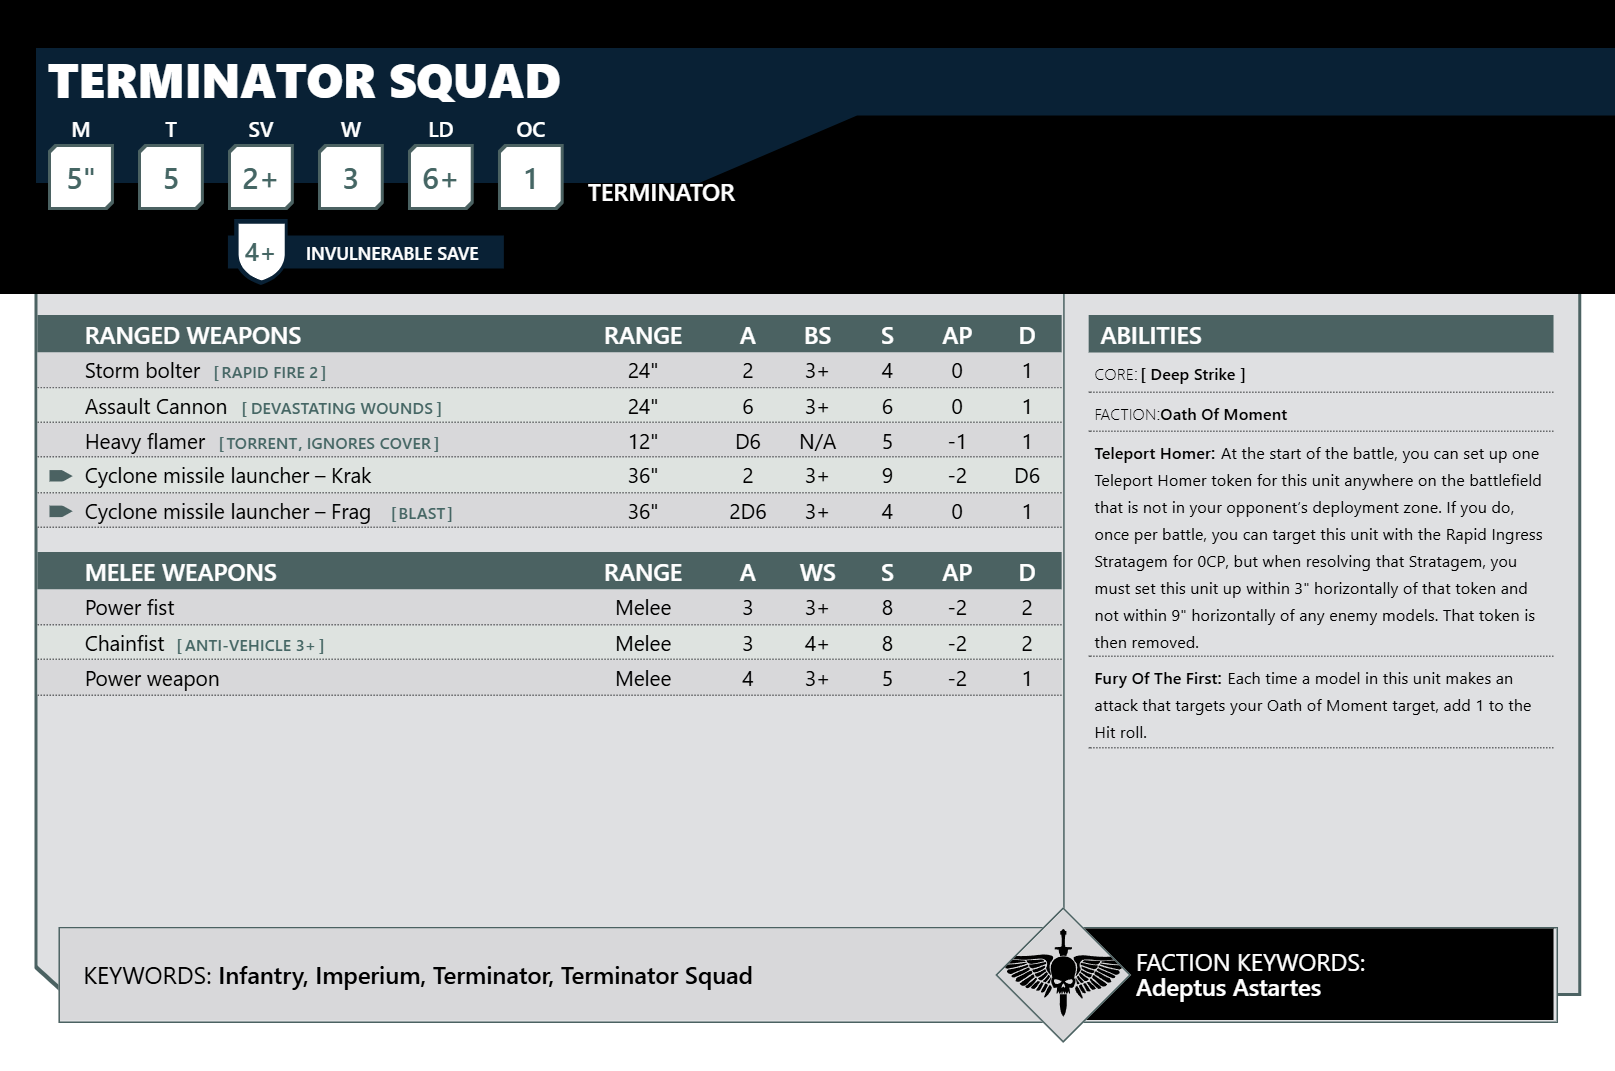 TERMINATOR SQUAD
M T SV W LD OC
5" 5 2+ 3 6+ 1 TERMINATOR
4+ INVULNERABLE SAVE
RANGED WEAPONS RANGE A BS S AP D
Storm bolter [RAPID FIRE 2] 24" 2 3+ 4 0 1
Assault Cannon [DEVASTATING WOUNDS] 24" 6 3+ 6 0 1
Heavy flamer [TORRENT, IGNORES COVER] 12" D6 N/A 5 -1 1
Cyclone missile launcher – Krak 36" 2 3+ 9 -2 D6
Cyclone missile launcher – Frag [BLAST] 36" 2D6 3+ 4 0 1
MELEE WEAPONS RANGE A WS S AP D
Power fist Melee 3 3+ 8 -2 2
Chainfist [ANTI-VEHICLE 3+] Melee 3 4+ 8 -2 2
Power weapon Melee 4 3+ 5 -2 1
ABILITIES
CORE: [ Deep Strike ]
FACTION:Oath Of Moment
Teleport Homer: At the start of the battle, you can set up one
Teleport Homer token for this unit anywhere on the battlefield
that is not in your opponent’s deployment zone. If you do,
once per battle, you can target this unit with the Rapid Ingress
Stratagem for 0CP, but when resolving that Stratagem, you
must set this unit up within 3" horizontally of that token and
not within 9" horizontally of any enemy models. That token is
then removed.
Fury Of The First: Each time a model in this unit makes an
attack that targets your Oath of Moment target, add 1 to the
Hit roll.
KEYWORDS: Infantry, Imperium, Terminator, Terminator Squad
FACTION KEYWORDS:
Adeptus Astartes